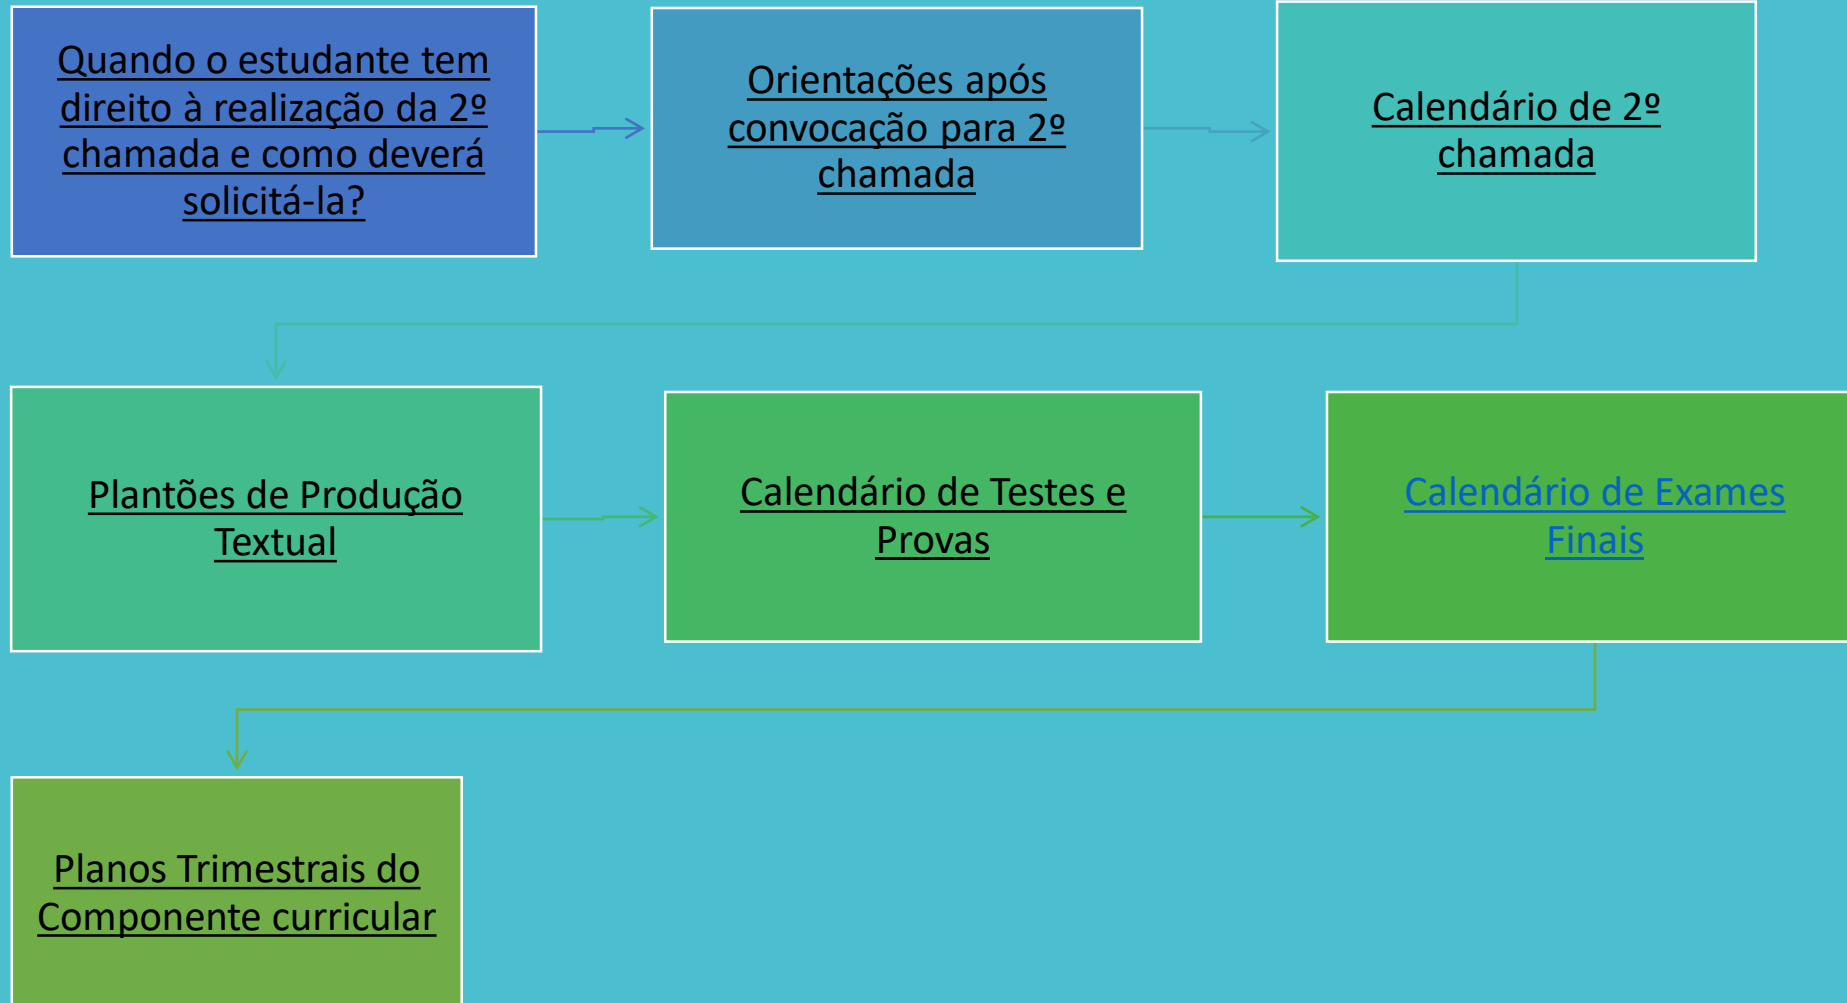 Quando o estudante tem
direito à realização da 2º
chamada e como deverá
solicitá-la?
Orientações após
convocação para 2º
chamada
Calendário de 2º
chamada
Plantões de Produção
Textual
Calendário de Testes e
Provas
Calendário de Exames
Finais
Planos Trimestrais do
Componente curricular